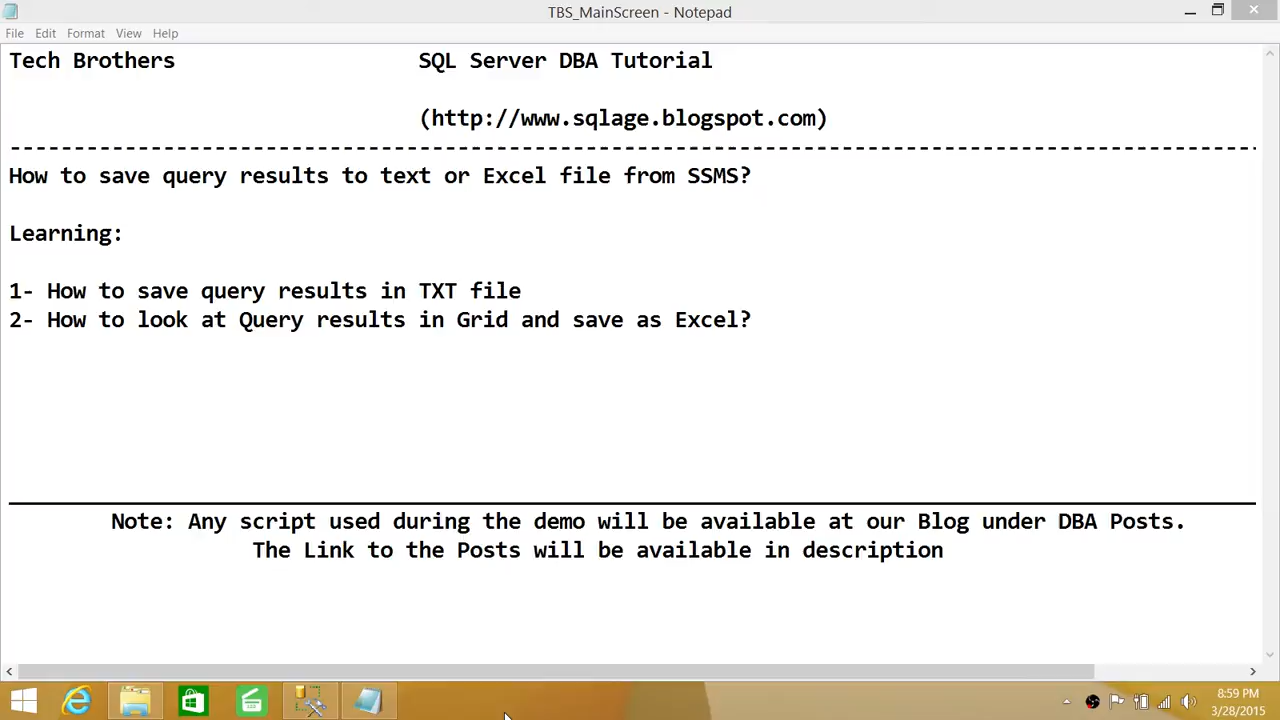 TBS_MainScreen - Notepad
File Edit Format View Help
Tech Brothers SQL Server DBA Tutorial
(http://www.sqlage.blogspot.com)
How to save query results to text or Excel file from SSMS?
Learning:
1- How to save query results in TXT file
2- How to look at Query results in Grid and save as Excel?
Note: Any script used during the demo will be available at our Blog under DBA Posts.
The Link to the Posts will be available in description
8:59 PM
3/28/2015